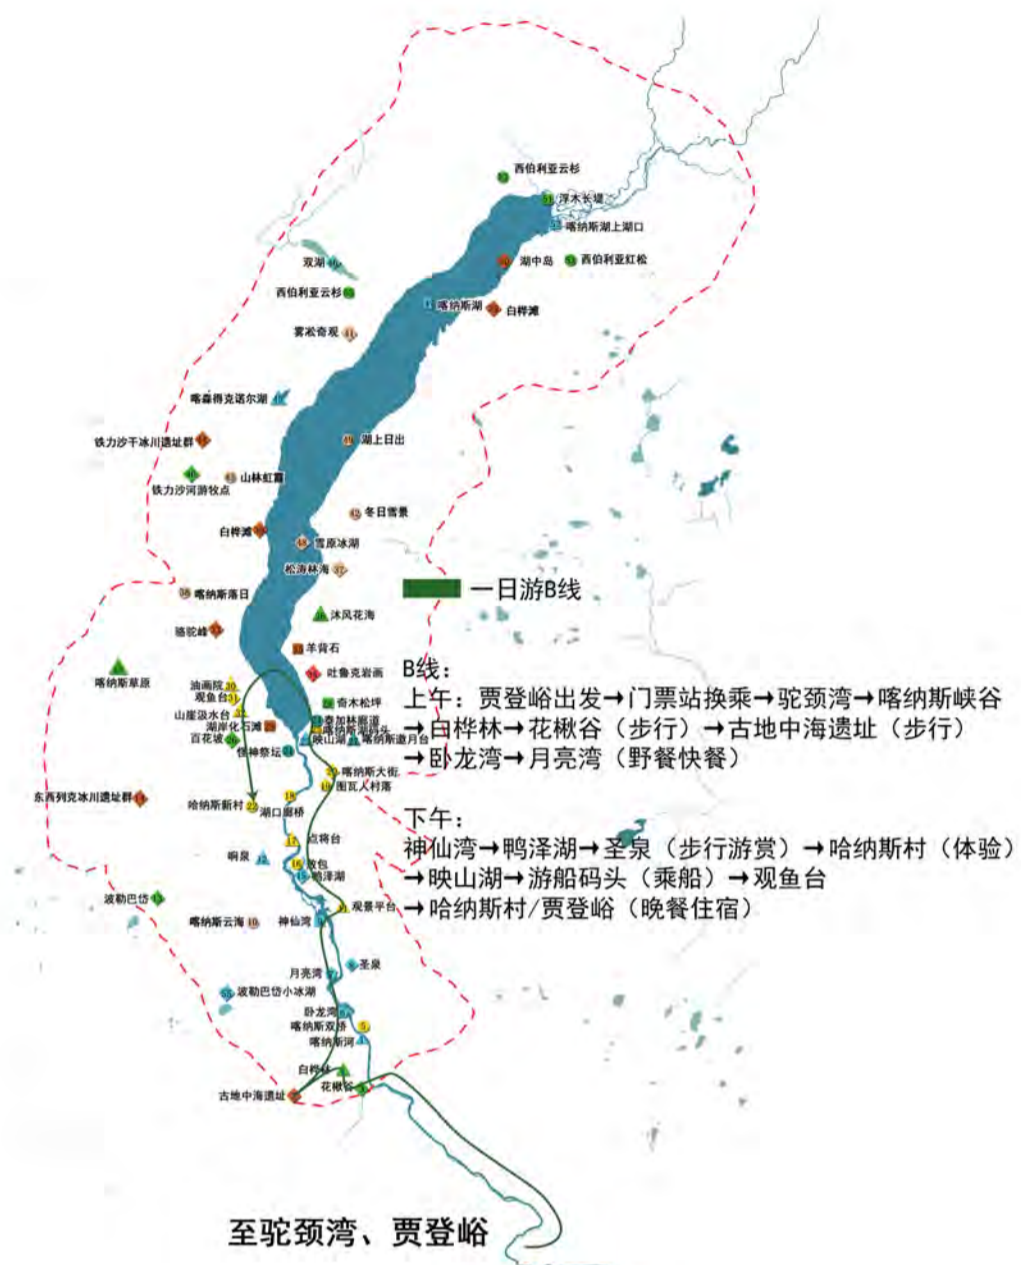 西伯利亚云杉
浮木长堤
喀纳斯湖上湖口
双湖
湖中岛
西伯利亚红松
西伯利亚云杉
喀纳斯湖
白桦滩
雾凇奇观
喀森得克诺尔湖
铁力沙干冰川遗址群
湖上日出
山林虹霭
铁力沙河游牧点
冬日雪景
白桦滩
雪原冰湖
松涛林海
一日游B线
喀纳斯落日
沐风花海
骆驼峰
羊背石
B线：
吐鲁克岩画
喀纳斯草原
油画院
上午：贾登峪出发→门票站换乘→驼颈湾→喀纳斯峡谷
观鱼台
奇木松坪
山崖汲水台
泰加林廊道
→白桦林→花楸谷（步行）→古地中海遗址（步行）
湖岸化石滩
喀纳斯湖码头
百花坡
映山湖
喀纳斯邀月台
怪神祭坛
→卧龙湾→月亮湾（野餐快餐）
喀纳斯大街
图瓦人村落
东西列克冰川遗址群
哈纳斯新村
湖口廊桥
下午：
点将台
神仙湾→鸭泽湖→圣泉（步行游赏）→哈纳斯村（体验）
响泉
敖包
鸭泽湖
→映山湖→游船码头（乘船）→观鱼台
波勒巴岱
观景平台
→哈纳斯村/贾登峪（晚餐住宿）
喀纳斯云海
神仙湾
圣泉
月亮湾
波勒巴岱小冰湖
卧龙湾
喀纳斯双桥
喀纳斯河
白桦林
花楸谷
古地中海遗址
至驼颈湾、贾登峪